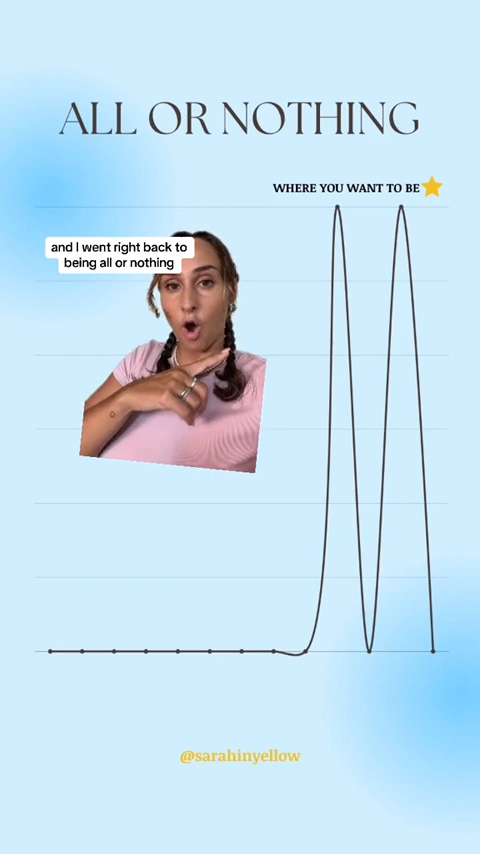 ALL OR NOTHING
WHERE YOU WANT TO BE
and I went right back to
being all or nothing
@sarahinyellow